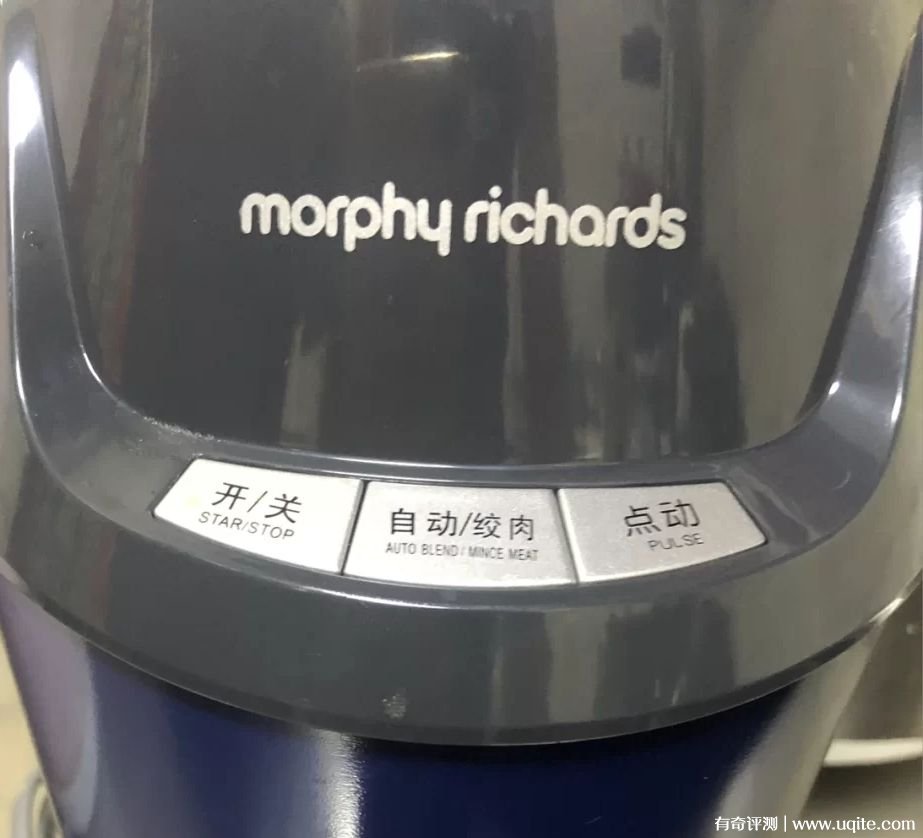 morphy richards
开/关
STAR/STOP
自动/绞肉
AUTO BLEND/MINCE MEAT
点动
PULSE
有奇评测 | www.uqite.com